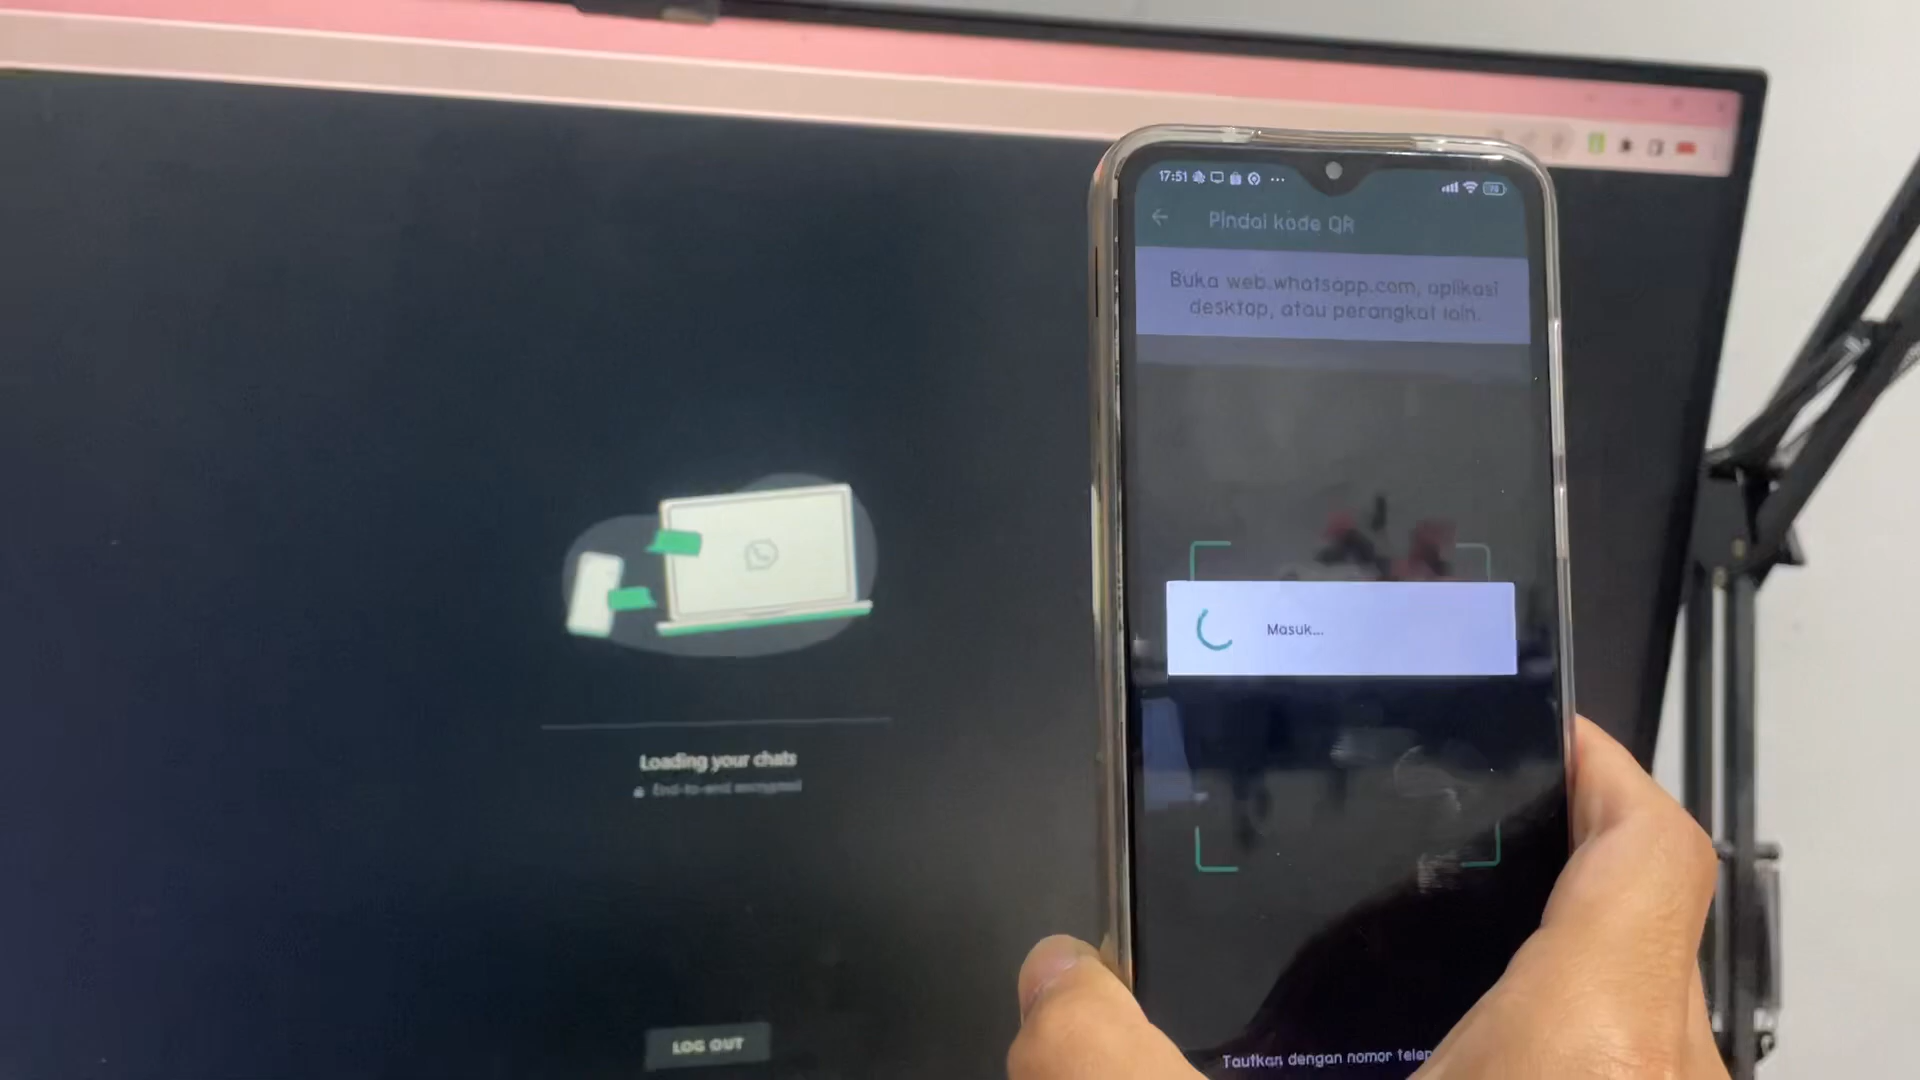 17:51
Pindai kode QR
Buka web.whatsapp.com, aplikasi
desktop, atau perangkat lain.
Masuk...
Loading your chats
End-to-end encrypted
LOG OUT
Tautkan dengan nomor